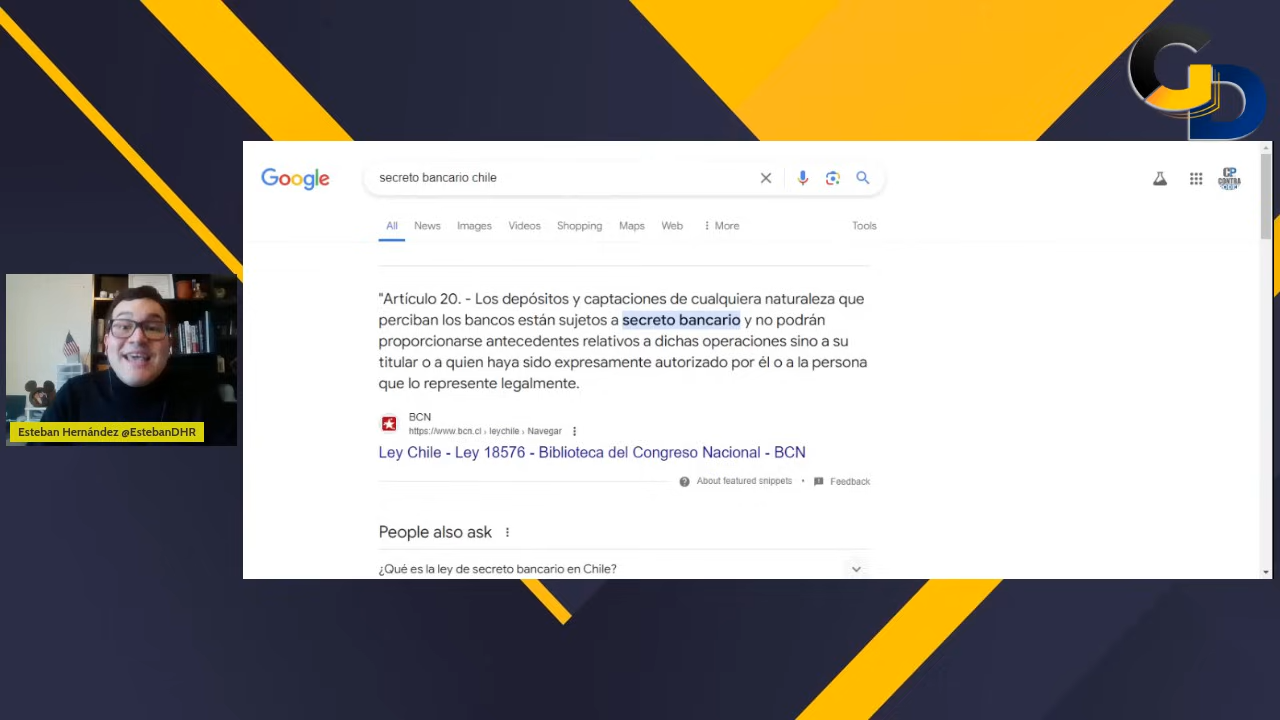 GD
Google
secreto bancario chile
CP
CONTRA
All News Images Videos Shopping Maps Web More Tools
"Artículo 20. - Los depósitos y captaciones de cualquiera naturaleza que
perciban los bancos están sujetos a secreto bancario y no podrán
proporcionarse antecedentes relativos a dichas operaciones sino a su
titular o a quien haya sido expresamente autorizado por él o a la persona
que lo represente legalmente.
BCN
https://www.bcn.cl › leychile › Navegar
Ley Chile - Ley 18576 - Biblioteca del Congreso Nacional - BCN
About featured snippets • Feedback
People also ask
¿Qué es la ley de secreto bancario en Chile?
Esteban Hernández @EstebanDHR